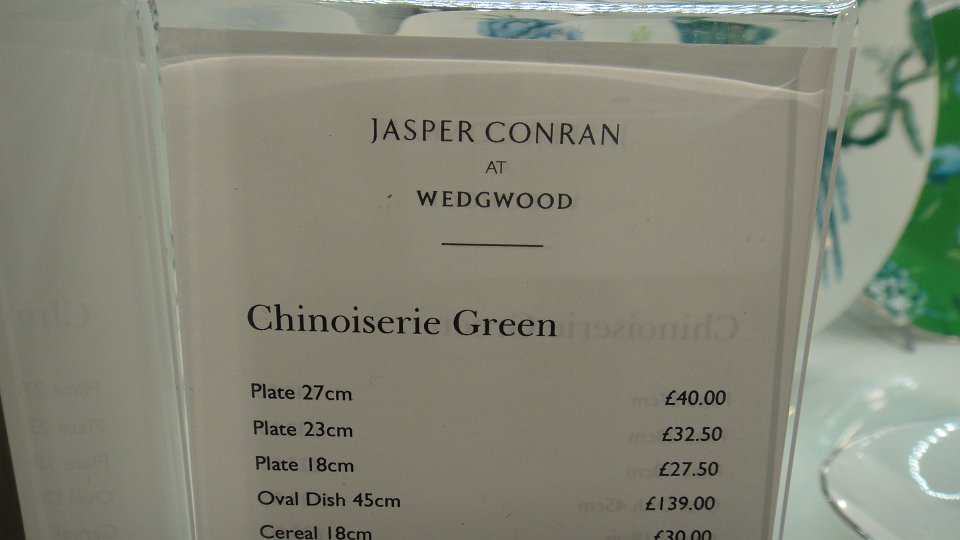 JASPER CONRAN
AT
WEDGWOOD
Chinoiserie Green
Plate 27cm £40.00
Plate 23cm £32.50
Plate 18cm £27.50
Oval Dish 45cm £139.00
Cereal 18cm £30.00